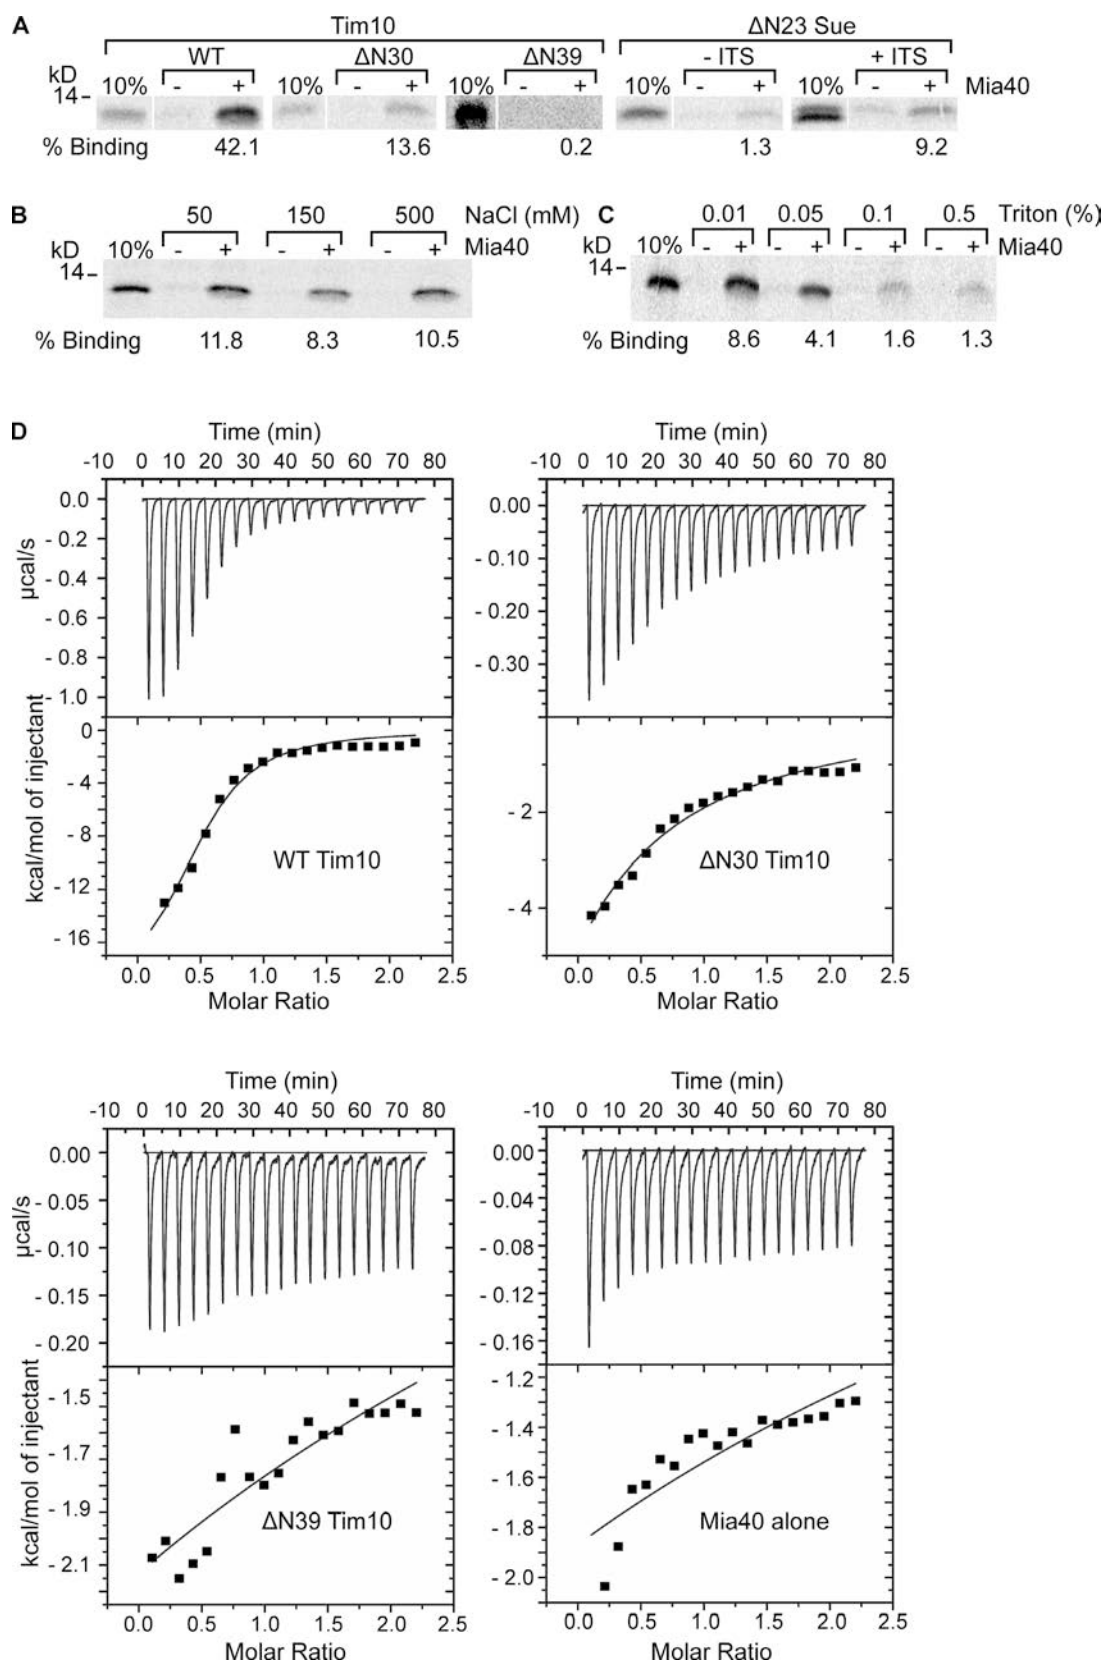 A
Tim10 ΔN23 Sue
WT ΔN30 ΔN39 - ITS + ITS
kD 10% - + 10% - + 10% - + 10% - + 10% - + Mia40
14
% Binding 42.1 13.6 0.2 1.3 9.2
B
50 150 500 NaCl (mM)
kD 10% - + - + - + Mia40
14
% Binding 11.8 8.3 10.5
C
0.01 0.05 0.1 0.5 Triton (%)
kD 10% - + - + - + - + Mia40
14
% Binding 8.6 4.1 1.6 1.3
D
Time (min)
-10 0 10 20 30 40 50 60 70 80
0.0
- 0.2
- 0.4
- 0.6
- 0.8
- 1.0
µcal/s
0
- 4
- 8
- 12
- 16
kcal/mol of injectant
WT Tim10
0.0 0.5 1.0 1.5 2.0 2.5
Molar Ratio
Time (min)
-10 0 10 20 30 40 50 60 70 80
0.00
- 0.10
- 0.20
- 0.30
- 2
- 4
ΔN30 Tim10
0.0 0.5 1.0 1.5 2.0 2.5
Molar Ratio
Time (min)
-10 0 10 20 30 40 50 60 70 80
0.00
- 0.05
- 0.10
- 0.15
- 0.20
µcal/s
- 1.5
- 1.7
- 1.9
- 2.1
kcal/mol of injectant
ΔN39 Tim10
0.0 0.5 1.0 1.5 2.0 2.5
Molar Ratio
Time (min)
-10 0 10 20 30 40 50 60 70 80
0.00
- 0.04
- 0.08
- 0.12
- 0.16
- 1.2
- 1.4
- 1.6
- 1.8
- 2.0
Mia40 alone
0.0 0.5 1.0 1.5 2.0 2.5
Molar Ratio